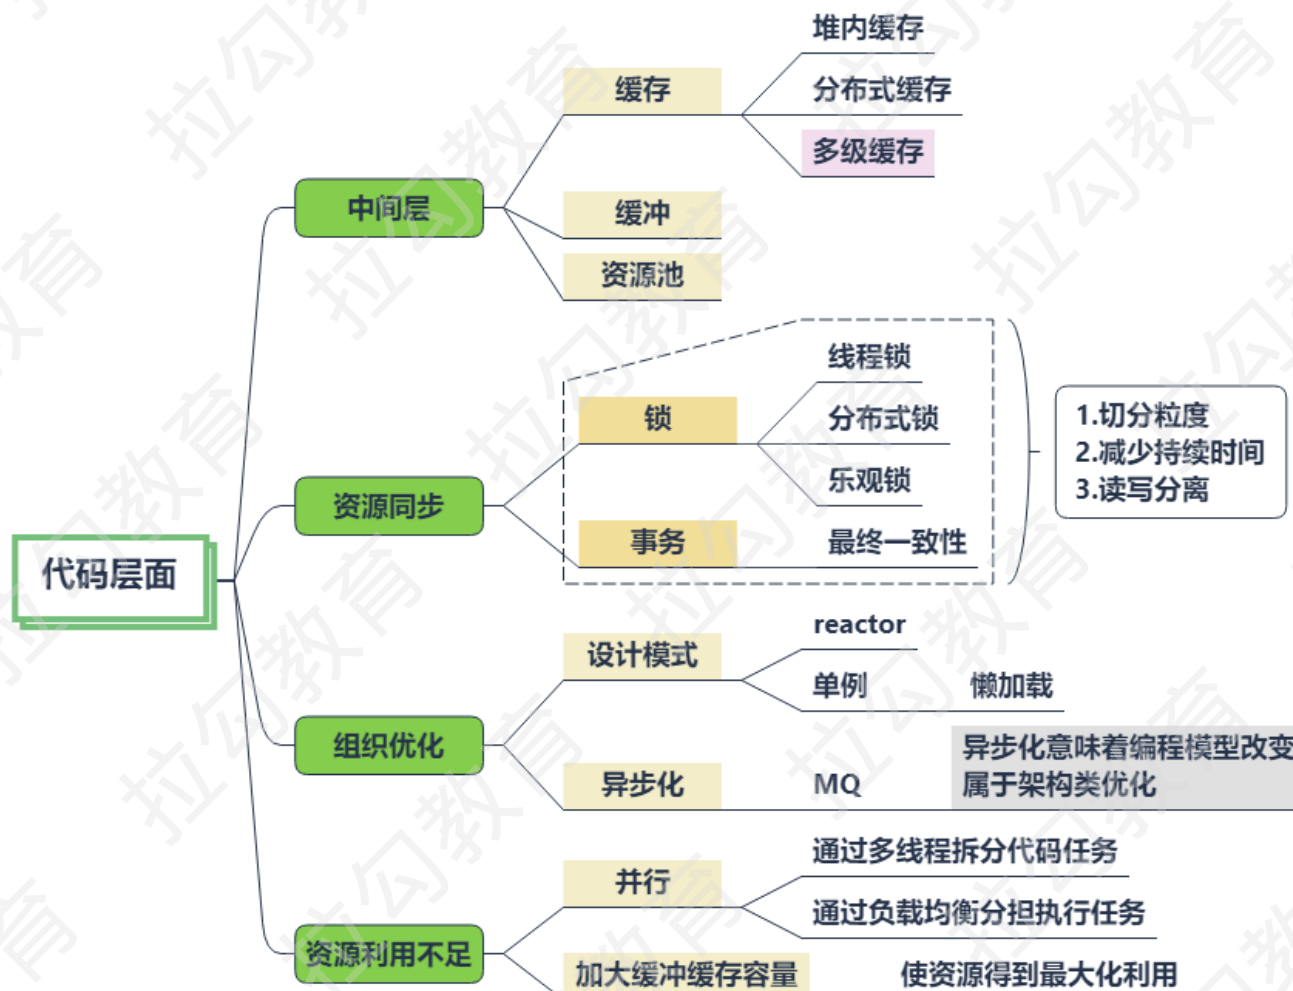 代码层面
中间层
缓存
堆内缓存
分布式缓存
多级缓存
缓冲
资源池
资源同步
锁
线程锁
分布式锁
乐观锁
事务
最终一致性
1.切分粒度
2.减少持续时间
3.读写分离
组织优化
设计模式
reactor
单例
懒加载
异步化
MQ
异步化意味着编程模型改变
属于架构类优化
资源利用不足
并行
通过多线程拆分代码任务
通过负载均衡分担执行任务
加大缓冲缓存容量
使资源得到最大化利用
拉勾教育